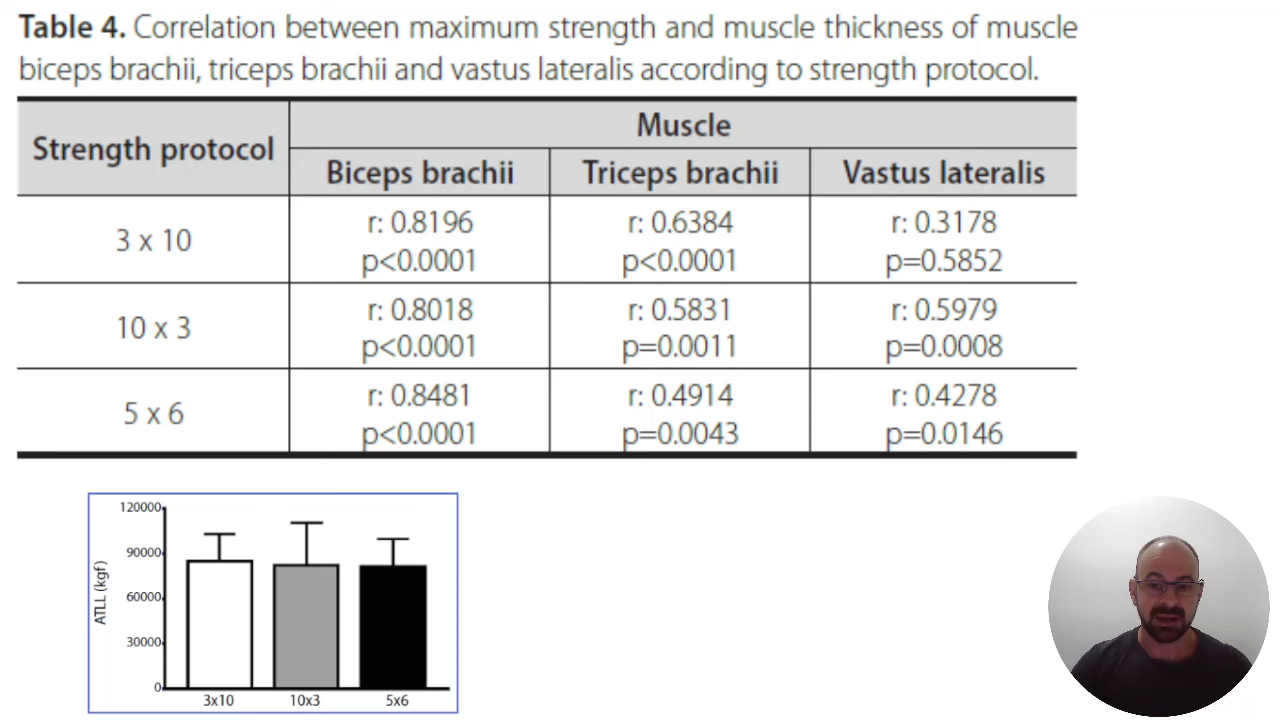 Table 4. Correlation between maximum strength and muscle thickness of muscle
biceps brachii, triceps brachii and vastus lateralis according to strength protocol.
Strength protocol
Muscle
Biceps brachii
Triceps brachii
Vastus lateralis
3 x 10
r: 0.8196
p<0.0001
r: 0.6384
p<0.0001
r: 0.3178
p=0.5852
10 x 3
r: 0.8018
p<0.0001
r: 0.5831
p=0.0011
r: 0.5979
p=0.0008
5 x 6
r: 0.8481
p<0.0001
r: 0.4914
p=0.0043
r: 0.4278
p=0.0146
ATLL (kgf)
120000
90000
60000
30000
0
3x10
10x3
5x6